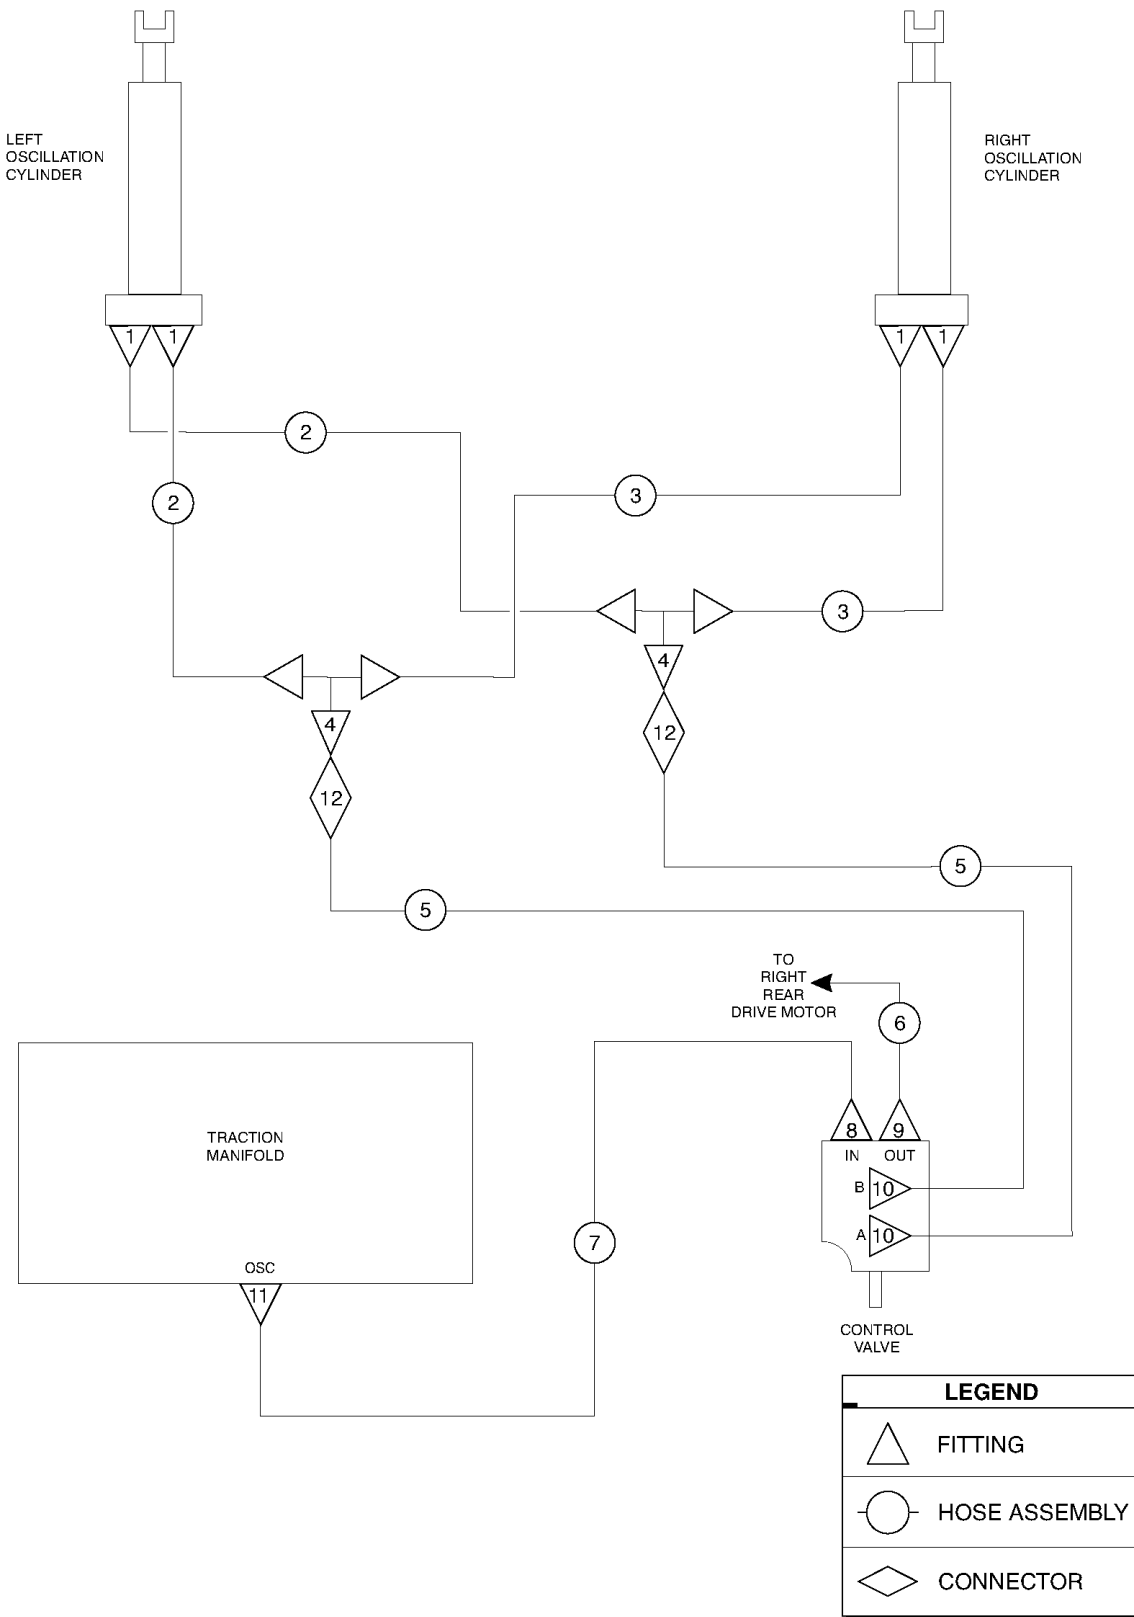 LEFT
OSCILLATION
CYLINDER
RIGHT
OSCILLATION
CYLINDER
1
1
1
1
2
2
3
3
4
4
12
12
5
5
TO
RIGHT
REAR
DRIVE MOTOR
6
TRACTION
MANIFOLD
OSC
11
7
8
9
IN
OUT
B
10
A
10
CONTROL
VALVE
LEGEND
FITTING
HOSE ASSEMBLY
CONNECTOR